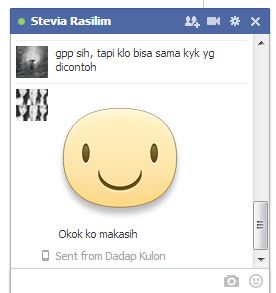 Stevia Rasilim
gpp sih, tapi klo bisa sama kyk yg
dicontoh
Okok ko makasih
Sent from Dadap Kulon